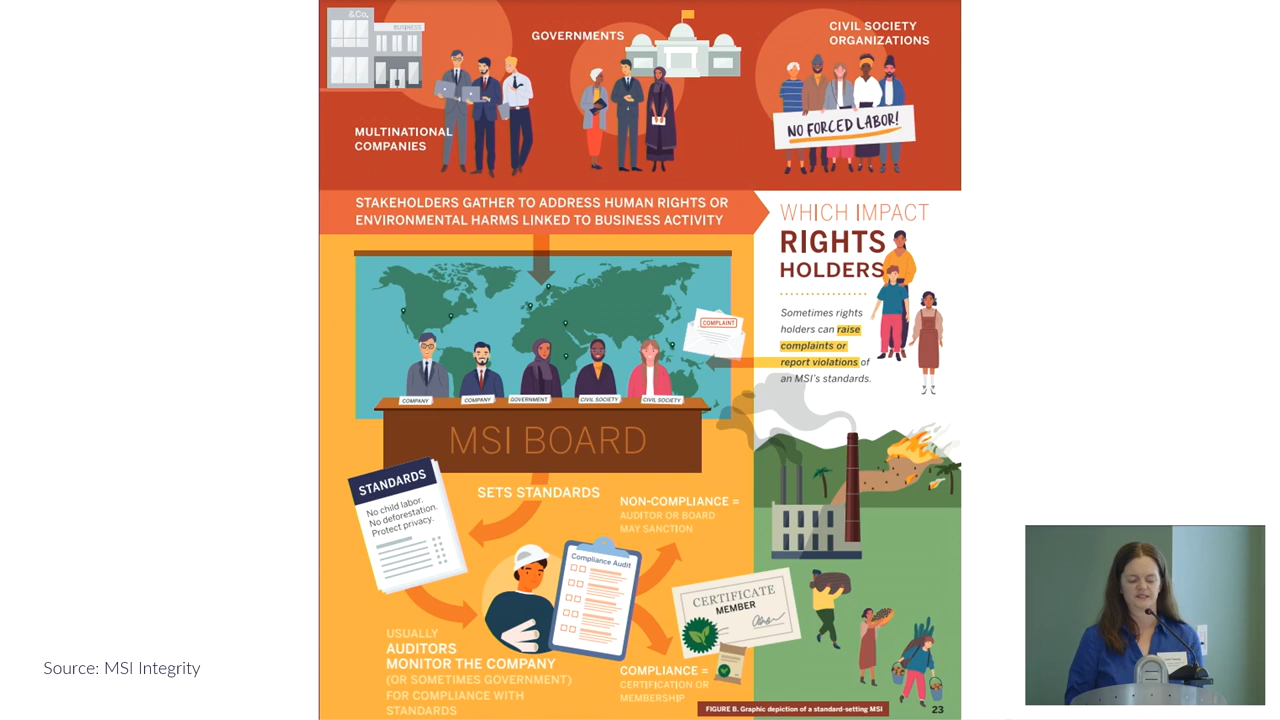 &Co.
BUSINESS
MULTINATIONAL
COMPANIES
GOVERNMENTS
CIVIL SOCIETY
ORGANIZATIONS
NO FORCED LABOR!
STAKEHOLDERS GATHER TO ADDRESS HUMAN RIGHTS OR
ENVIRONMENTAL HARMS LINKED TO BUSINESS ACTIVITY
WHICH IMPACT
RIGHTS
HOLDERS
Sometimes rights
holders can raise
complaints or
report violations of
an MSI's standards.
COMPLAINT
COMPANY
COMPANY
GOVERNMENT
CIVIL SOCIETY
CIVIL SOCIETY
MSI BOARD
SETS STANDARDS
STANDARDS
No child labor.
No deforestation.
Protect privacy.
NON-COMPLIANCE =
AUDITOR OR BOARD
MAY SANCTION
Compliance Audit
CERTIFICATE
MEMBER
USUALLY
AUDITORS
MONITOR THE COMPANY
(OR SOMETIMES GOVERNMENT)
FOR COMPLIANCE WITH
STANDARDS
COMPLIANCE =
CERTIFICATION OR
MEMBERSHIP
FIGURE B. Graphic depiction of a standard-setting MSI
23
Source: MSI Integrity